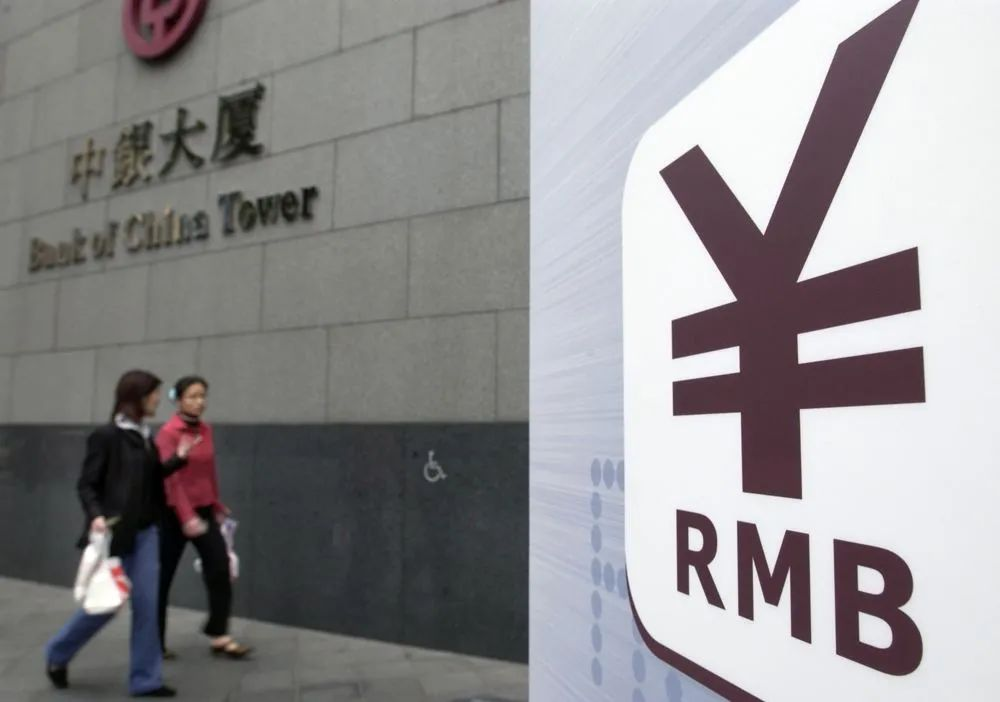 中銀大厦
Bank of China Tower
¥
RMB